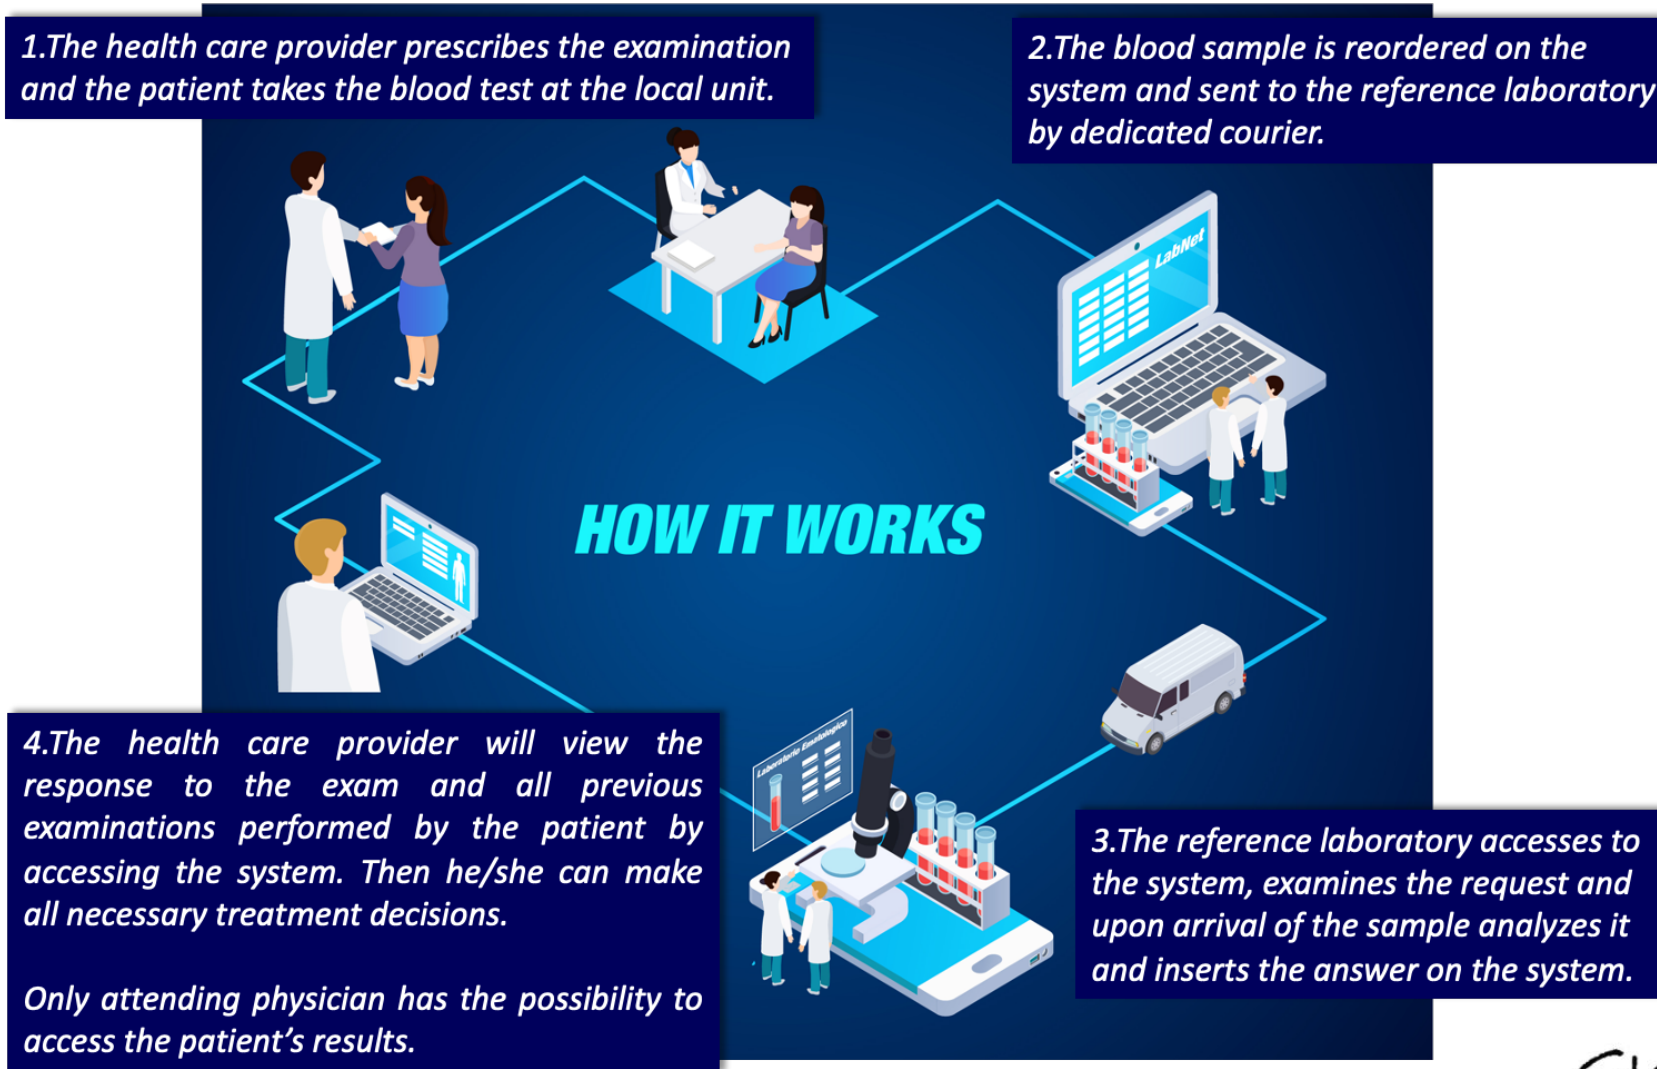 1.The health care provider prescribes the examination
and the patient takes the blood test at the local unit.
2.The blood sample is reordered on the
system and sent to the reference laboratory
by dedicated courier.
LabNet
HOW IT WORKS
4.The health care provider will view the
response to the exam and all previous
examinations performed by the patient by
accessing the system. Then he/she can make
all necessary treatment decisions.
Only attending physician has the possibility to
access the patient’s results.
Laboratorio Ematologico
3.The reference laboratory accesses to
the system, examines the request and
upon arrival of the sample analyzes it
and inserts the answer on the system.